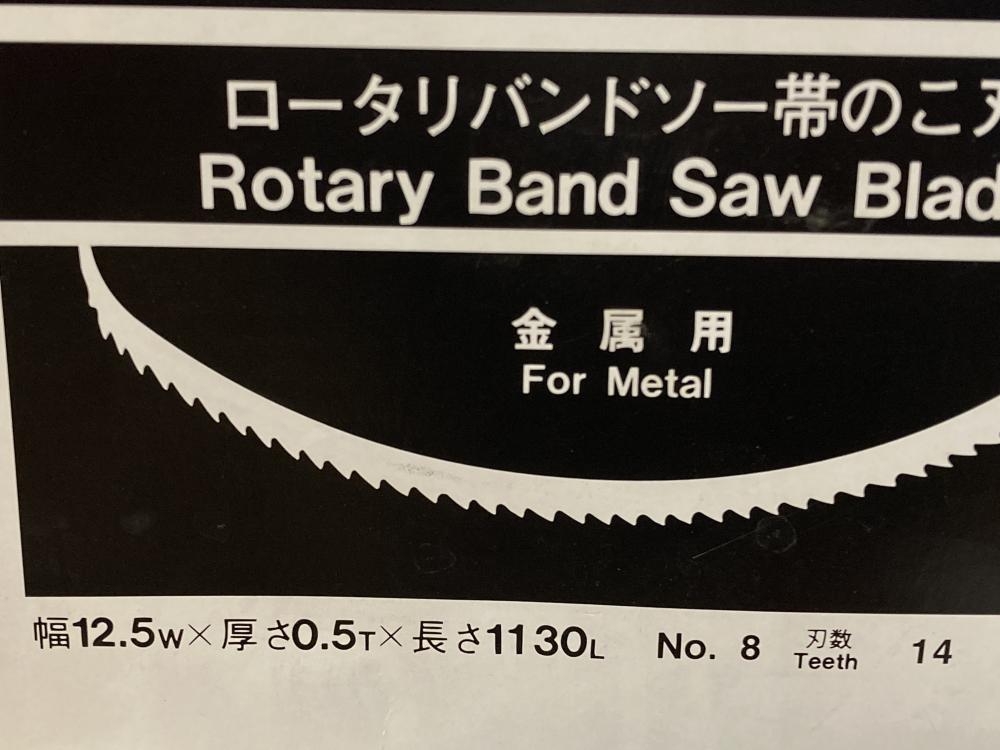 ロータリバンドソー帯のこ刃
Rotary Band Saw Blad
金属用
For Metal
幅12.5W×厚さ0.5T×長さ1130L No. 8 刃数 14
Teeth